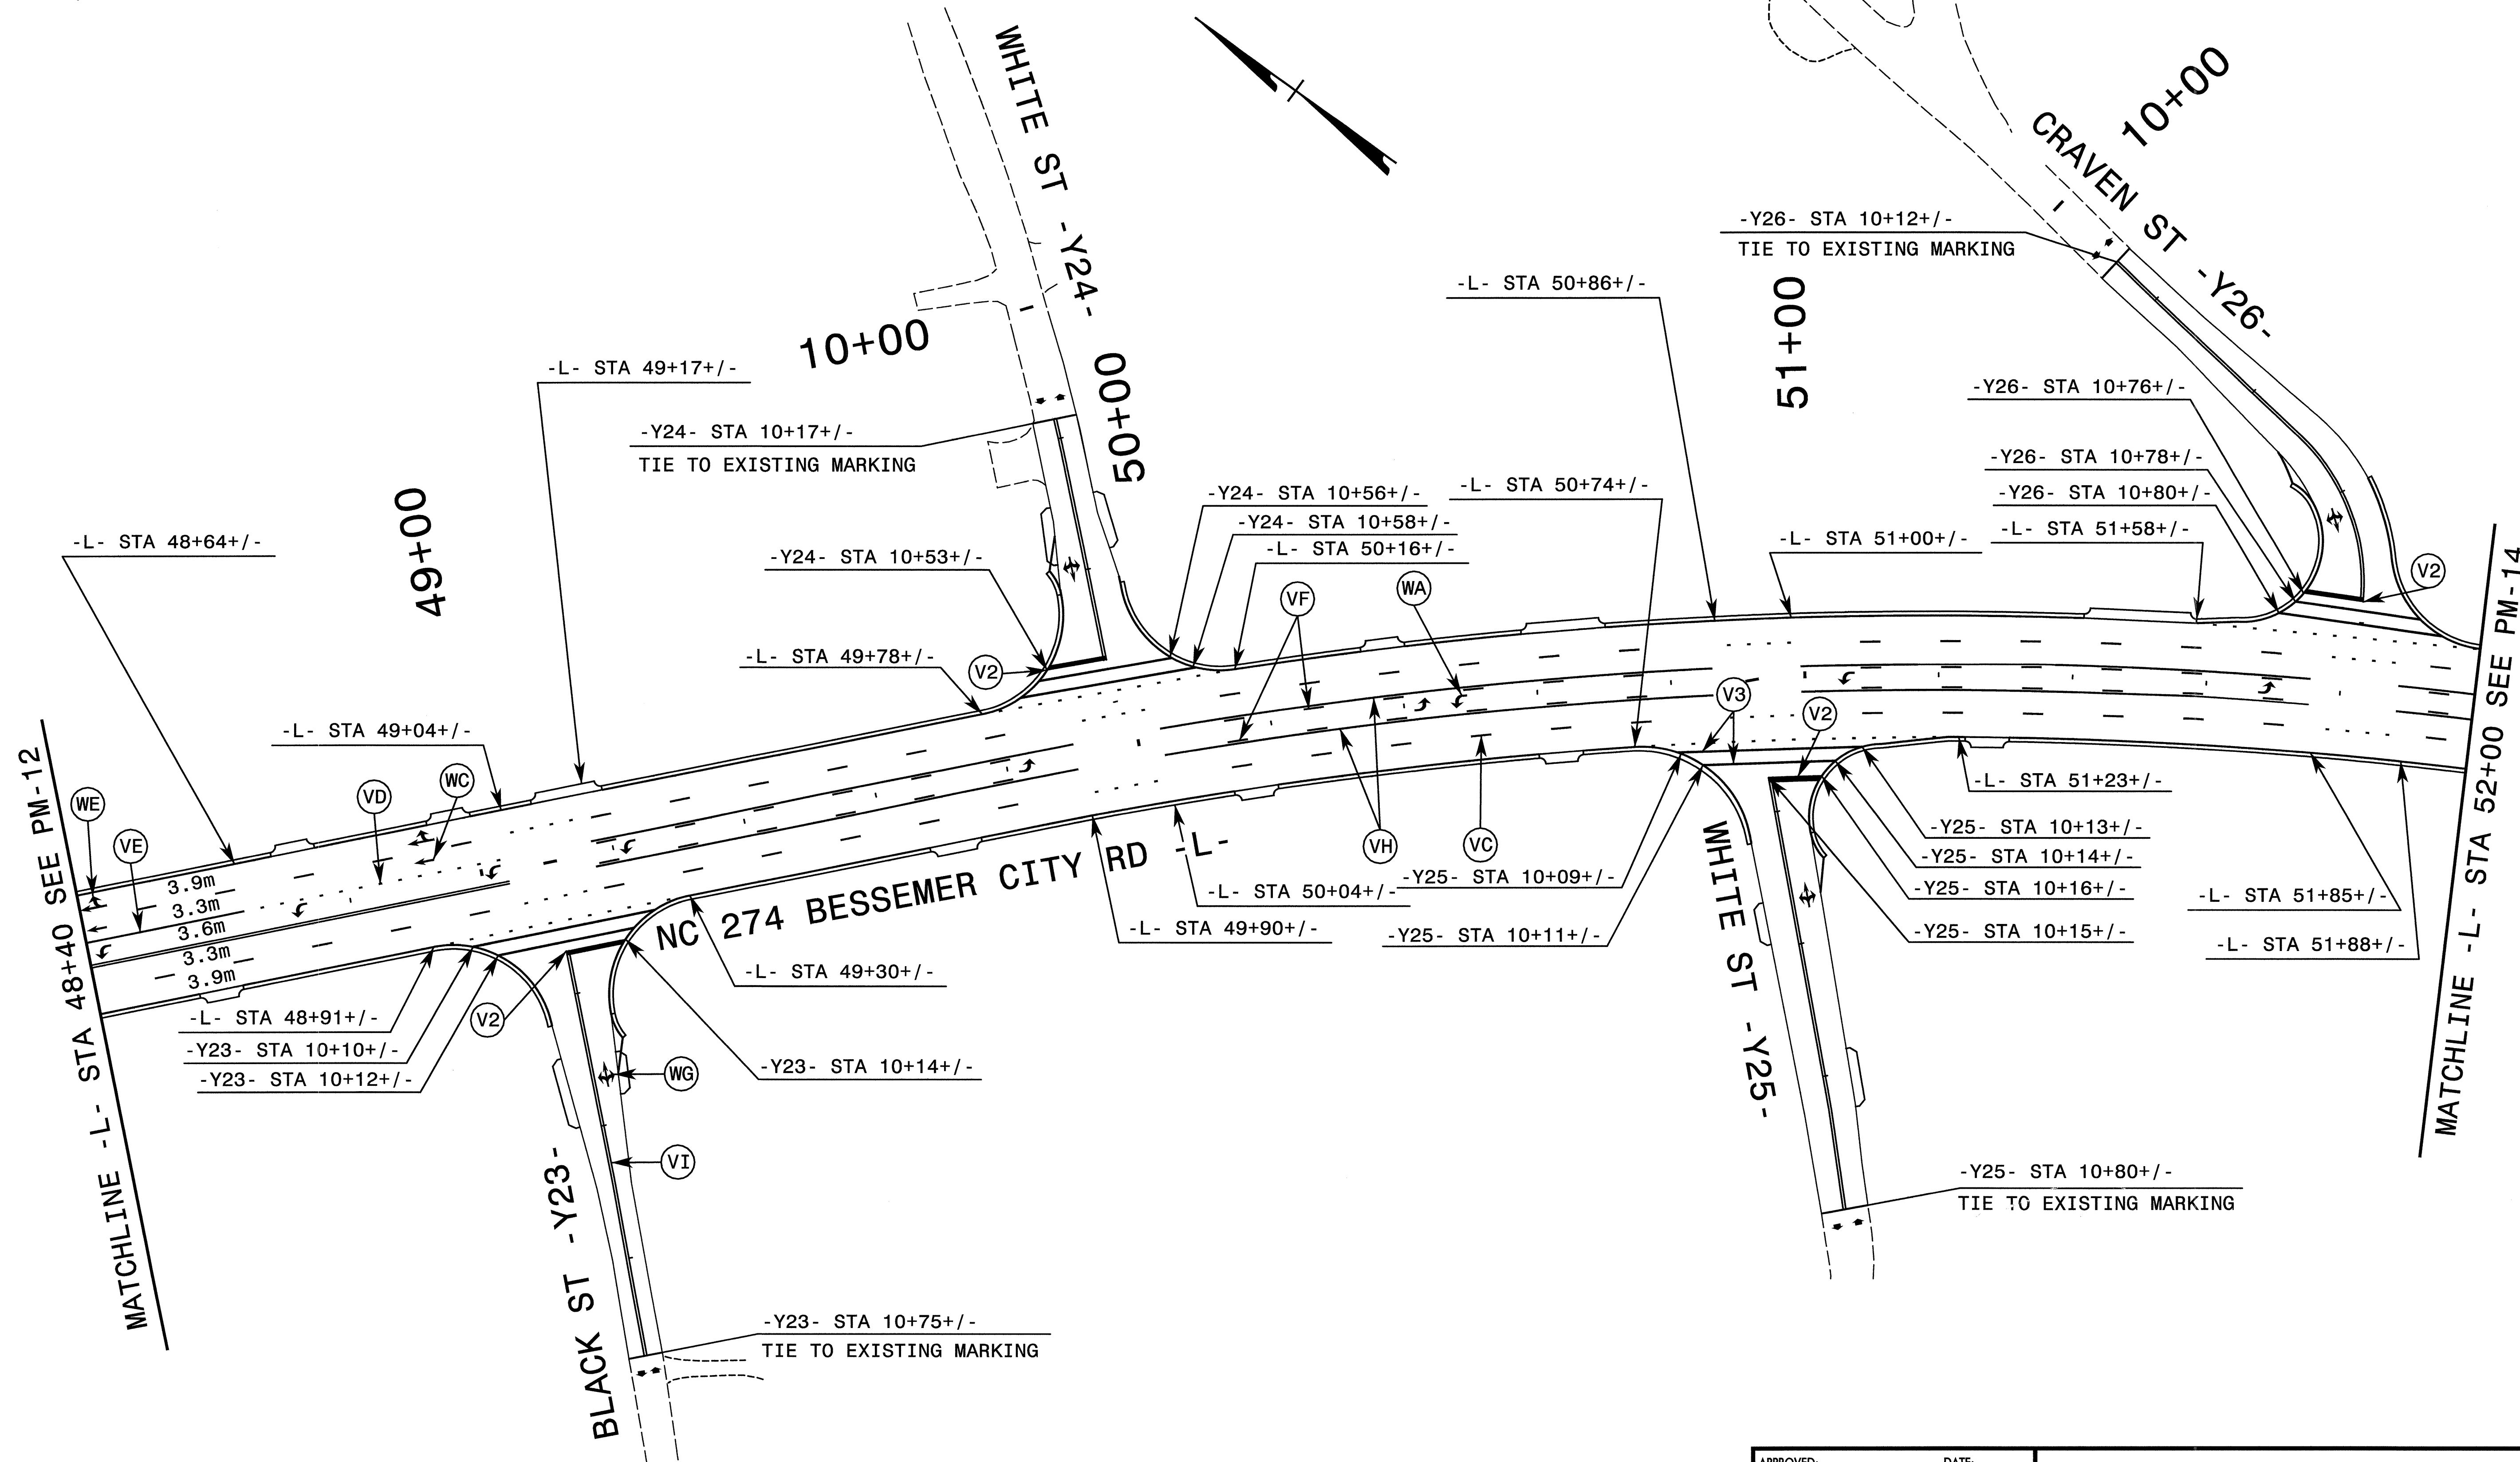 WHITE ST -Y24-
10+00
CRAVEN ST -Y26-
-Y26- STA 10+12+/-
TIE TO EXISTING MARKING
-L- STA 50+86+/-
51+00
10+00
50+00
-L- STA 49+17+/-
-Y24- STA 10+17+/-
TIE TO EXISTING MARKING
-Y26- STA 10+76+/-
-Y26- STA 10+78+/-
-Y26- STA 10+80+/-
-L- STA 51+58+/-
49+00
-L- STA 48+64+/-
-Y24- STA 10+56+/-
-Y24- STA 10+58+/-
-L- STA 50+16+/-
-L- STA 50+74+/-
-L- STA 51+00+/-
-Y24- STA 10+53+/-
-L- STA 49+78+/-
V2
VF
WA
V2
V3
V2
-L- STA 49+04+/-
WE
VE
VD
WC
3.9m
3.3m
3.6m
3.3m
3.9m
MATCHLINE -L- STA 48+40 SEE PM-12
MATCHLINE -L- STA 52+00 SEE PM-14
NC 274 BESSEMER CITY RD -L-
VH
VC
-L- STA 50+04+/-
-L- STA 49+90+/-
-Y25- STA 10+09+/-
-Y25- STA 10+11+/-
WHITE ST -Y25-
-L- STA 51+23+/-
-Y25- STA 10+13+/-
-Y25- STA 10+14+/-
-Y25- STA 10+16+/-
-Y25- STA 10+15+/-
-L- STA 51+85+/-
-L- STA 51+88+/-
-L- STA 49+30+/-
-L- STA 48+91+/-
-Y23- STA 10+10+/-
-Y23- STA 10+12+/-
V2
WG
-Y23- STA 10+14+/-
VI
BLACK ST -Y23-
-Y25- STA 10+80+/-
TIE TO EXISTING MARKING
-Y23- STA 10+75+/-
TIE TO EXISTING MARKING
APPROVED: DATE: